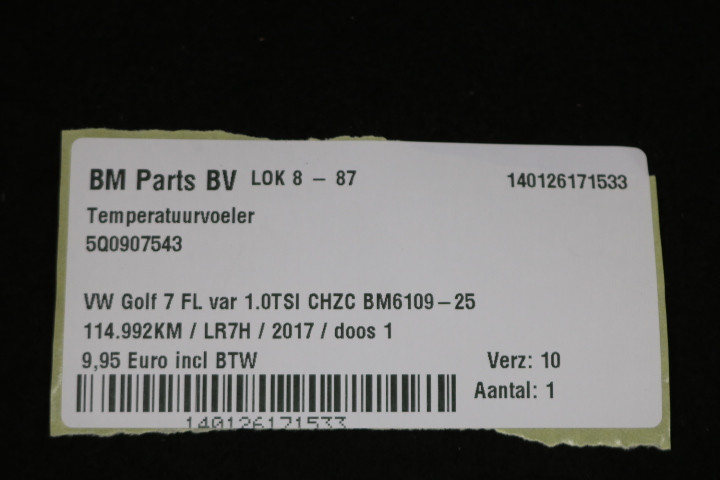 BM Parts BV LOK 8 – 87 140126171533
Temperatuurvoeler
5Q0907543
VW Golf 7 FL var 1.0TSI CHZC BM6109–25
114.992KM / LR7H / 2017 / doos 1
9,95 Euro incl BTW Verz: 10
Aantal: 1
140126171533